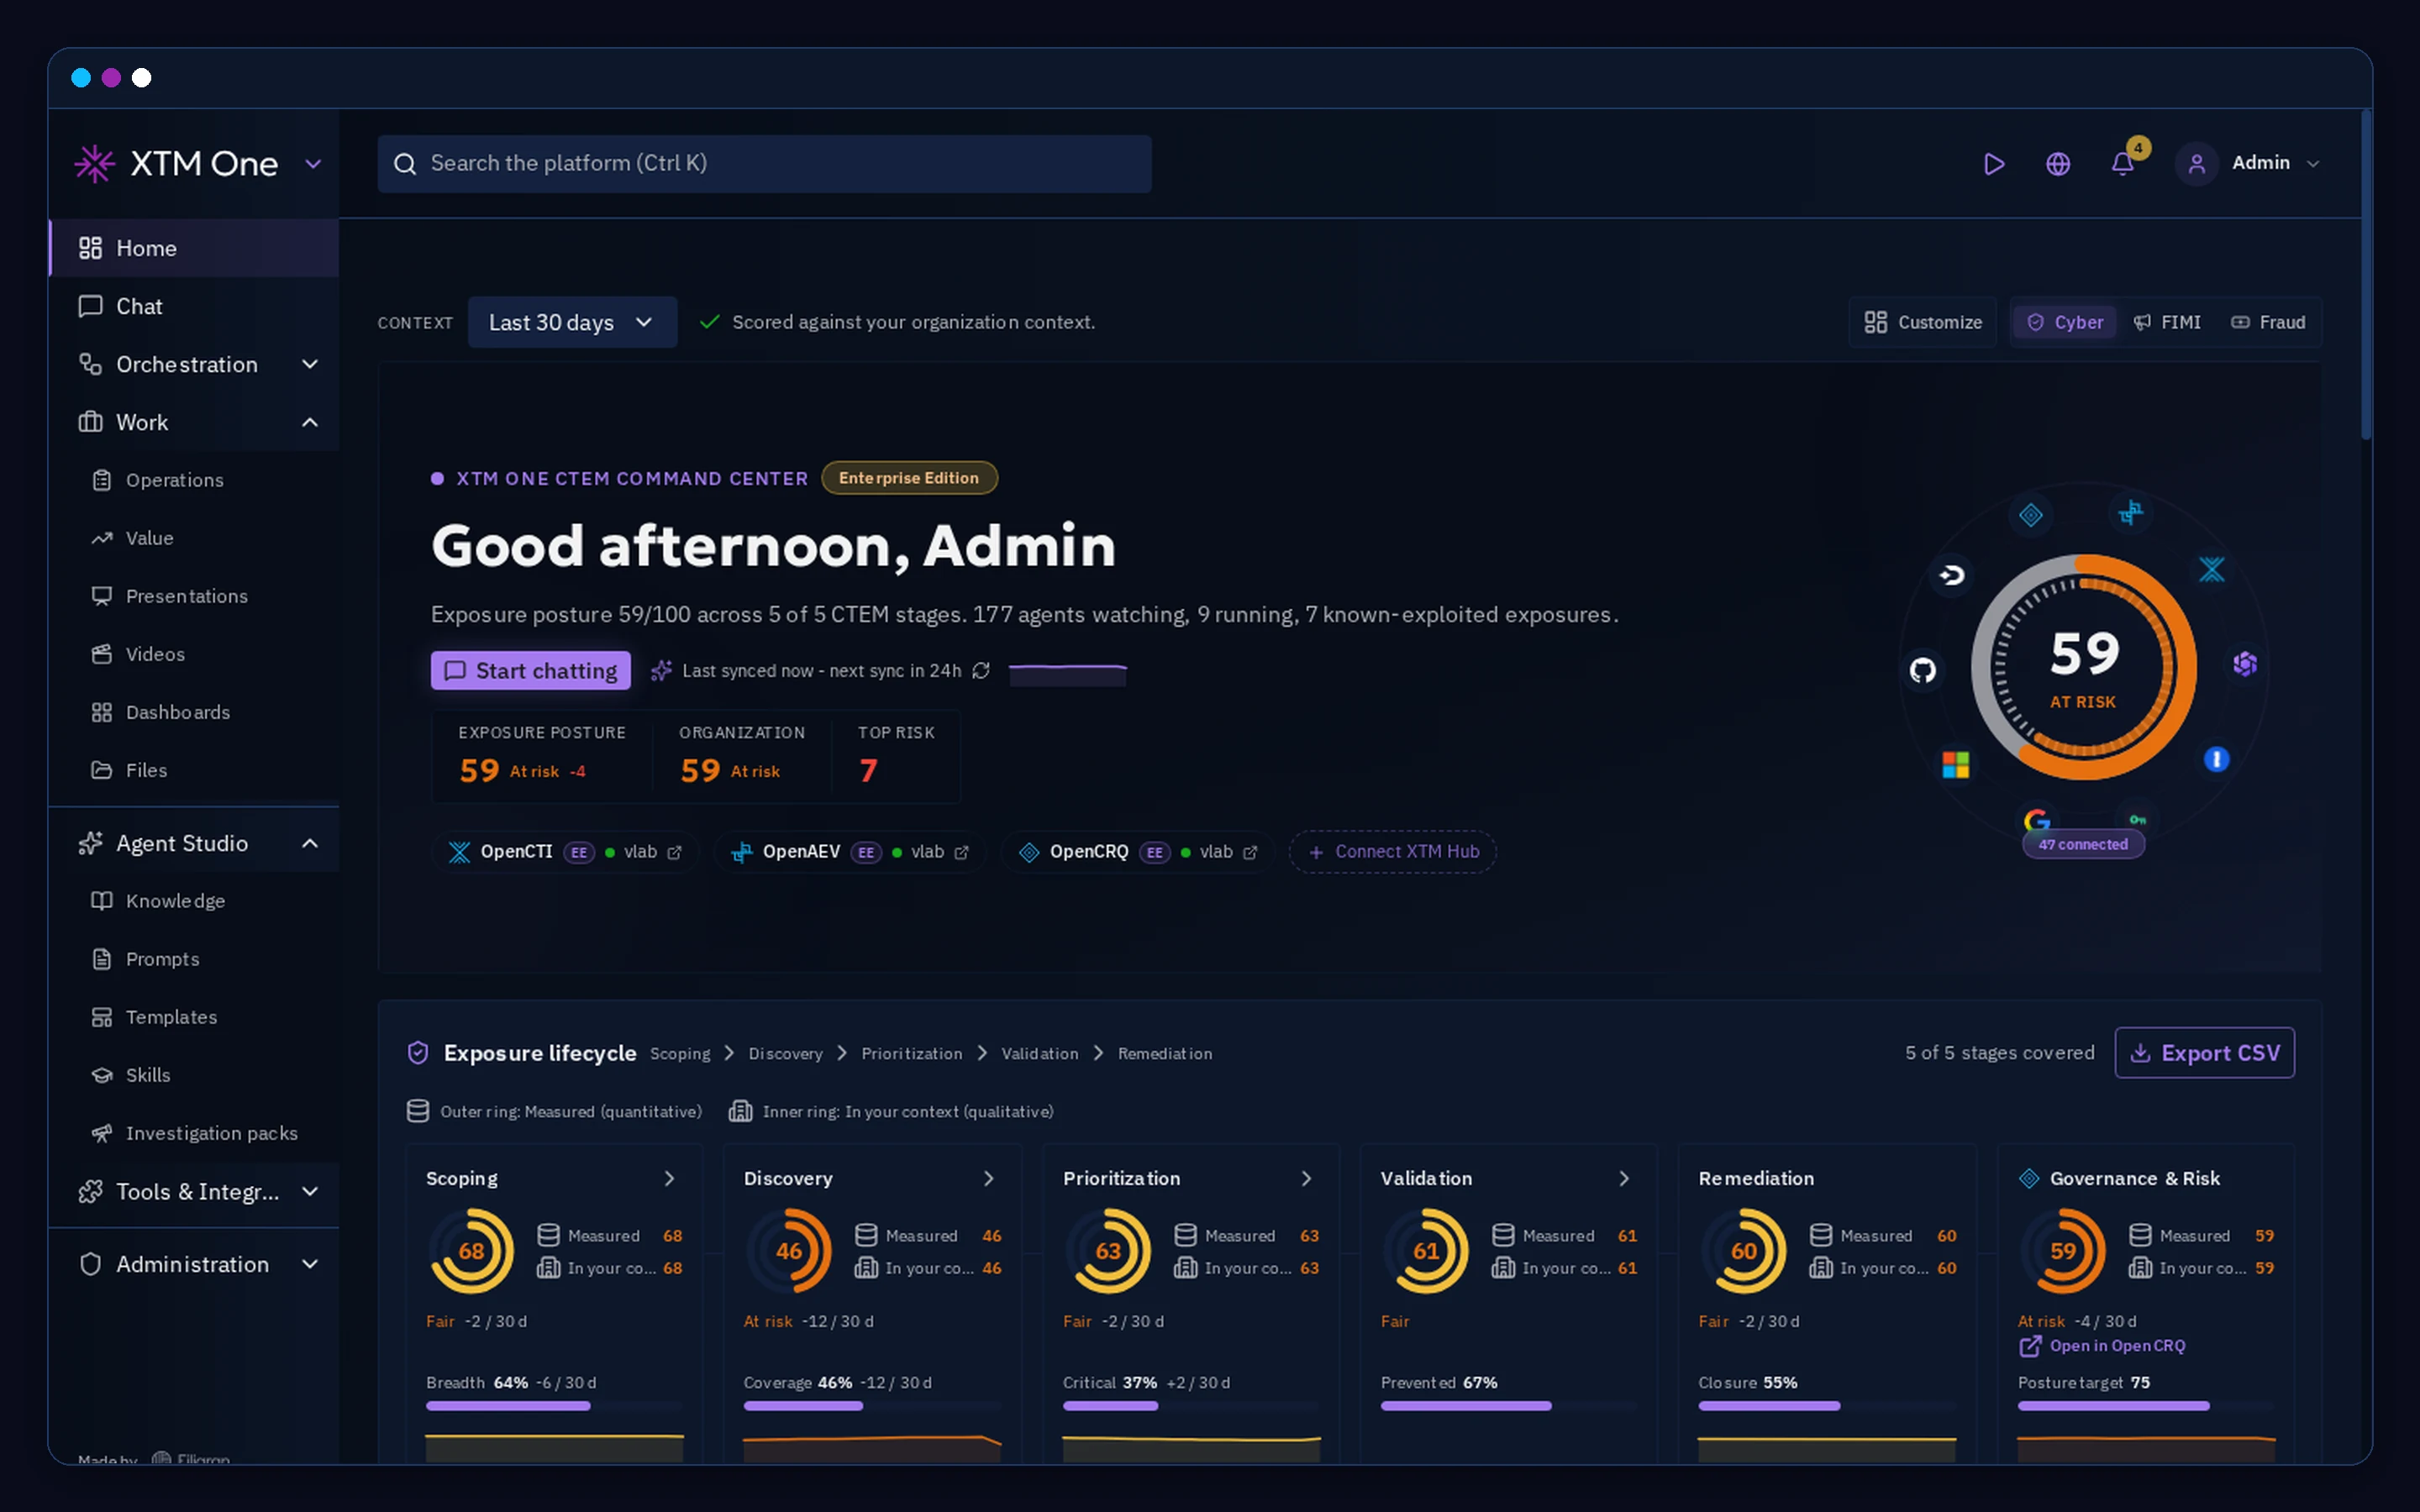 XTM One
Search the platform (Ctrl K)
4
Admin
Home
Chat
Orchestration
Work
Operations
Value
Presentations
Videos
Dashboards
Files
Agent Studio
Knowledge
Prompts
Templates
Skills
Investigation packs
Tools & Integr...
Administration
Made by Filigran
CONTEXT
Last 30 days
Scored against your organization context.
Customize
Cyber
FIMI
Fraud
XTM ONE CTEM COMMAND CENTER
Enterprise Edition
Good afternoon, Admin
Exposure posture 59/100 across 5 of 5 CTEM stages. 177 agents watching, 9 running, 7 known-exploited exposures.
Start chatting
Last synced now - next sync in 24h
EXPOSURE POSTURE
59 At risk -4
ORGANIZATION
59 At risk
TOP RISK
7
OpenCTI EE vlab
OpenAEV EE vlab
OpenCRQ EE vlab
+ Connect XTM Hub
59
AT RISK
47 connected
Exposure lifecycle
Scoping > Discovery > Prioritization > Validation > Remediation
5 of 5 stages covered
Export CSV
Outer ring: Measured (quantitative)
Inner ring: In your context (qualitative)
Scoping
68
Measured 68
In your co... 68
Fair -2 / 30 d
Breadth 64% -6 / 30 d
Discovery
46
Measured 46
In your co... 46
At risk -12 / 30 d
Coverage 46% -12 / 30 d
Prioritization
63
Measured 63
In your co... 63
Fair -2 / 30 d
Critical 37% +2 / 30 d
Validation
61
Measured 61
In your co... 61
Fair
Prevented 67%
Remediation
60
Measured 60
In your co... 60
Fair -2 / 30 d
Closure 55%
Governance & Risk
59
Measured 59
In your co... 59
At risk -4 / 30 d
Open in OpenCRQ
Posture target 75